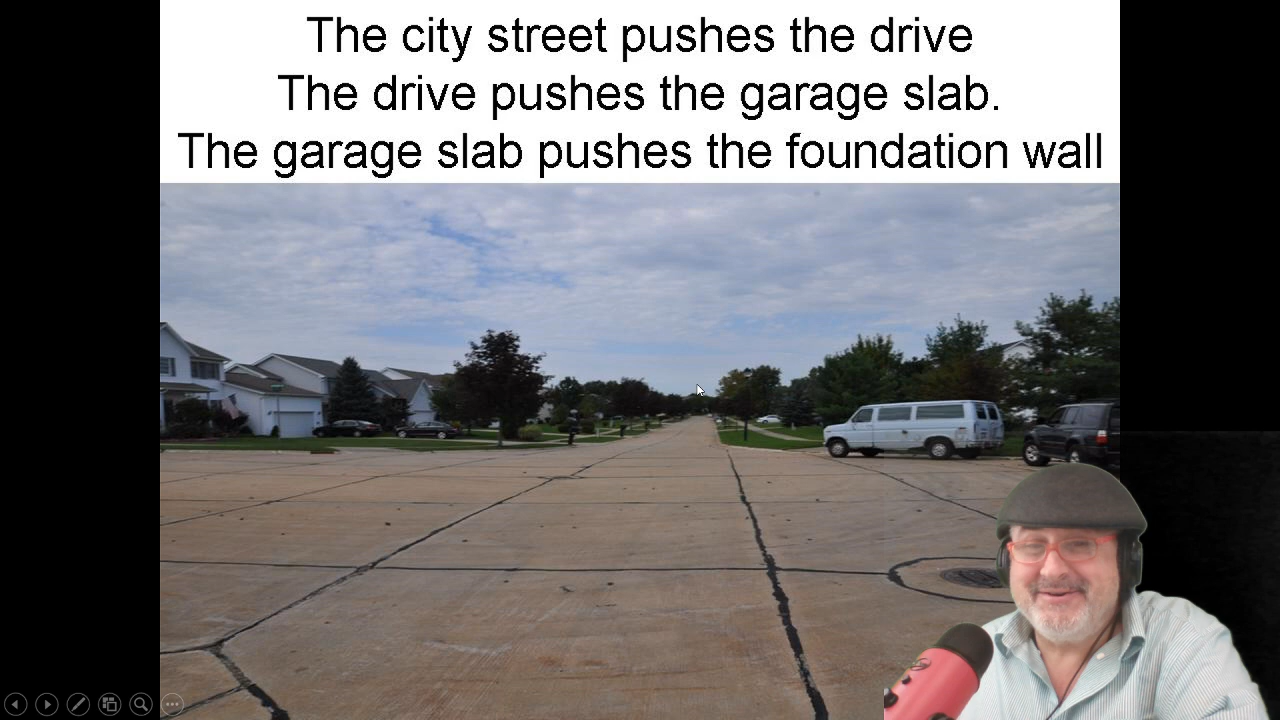 The city street pushes the drive
The drive pushes the garage slab.
The garage slab pushes the foundation wall